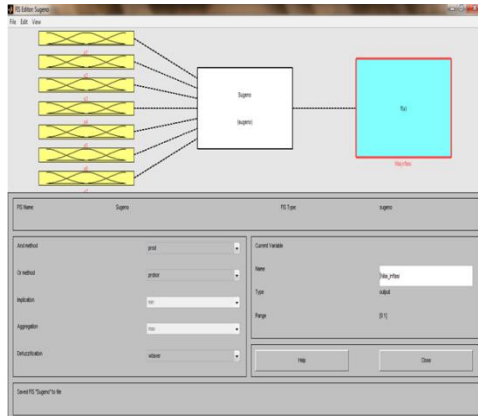 FIS Editor: Sugeno
File Edit View
Sugeno
(sugeno)
f(u)
FIS Name: Sugeno FIS Type: sugeno
And method prod
Or method probor
Implication min
Aggregation max
Defuzzification wtaver
Current Variable
Name
Type output
Range [0 1]
Help Close
Saved FIS "Sugeno" to file